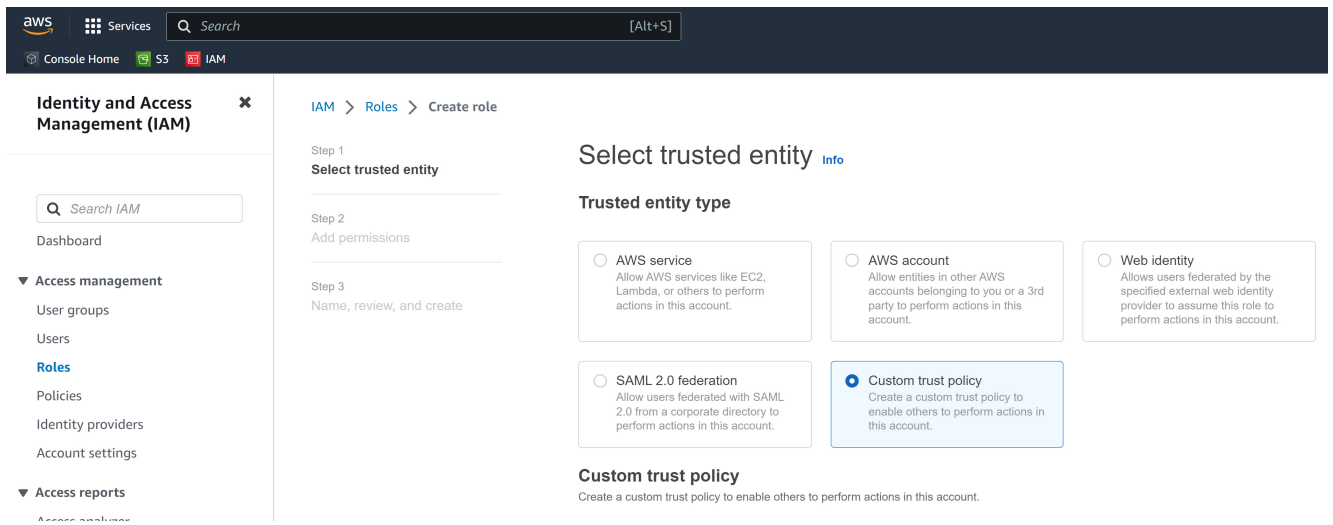 aws
Services
Search
[Alt+S]
Console Home
S3
IAM
Identity and Access
Management (IAM)
Search IAM
Dashboard
Access management
User groups
Users
Roles
Policies
Identity providers
Account settings
Access reports
Access analyzer
IAM > Roles > Create role
Step 1
Select trusted entity
Step 2
Add permissions
Step 3
Name, review, and create
Select trusted entity Info
Trusted entity type
AWS service
Allow AWS services like EC2,
Lambda, or others to perform
actions in this account.
AWS account
Allow entities in other AWS
accounts belonging to you or a 3rd
party to perform actions in this
account.
Web identity
Allows users federated by the
specified external web identity
provider to assume this role to
perform actions in this account.
SAML 2.0 federation
Allow users federated with SAML
2.0 from a corporate directory to
perform actions in this account.
Custom trust policy
Create a custom trust policy to
enable others to perform actions in
this account.
Custom trust policy
Create a custom trust policy to enable others to perform actions in this account.